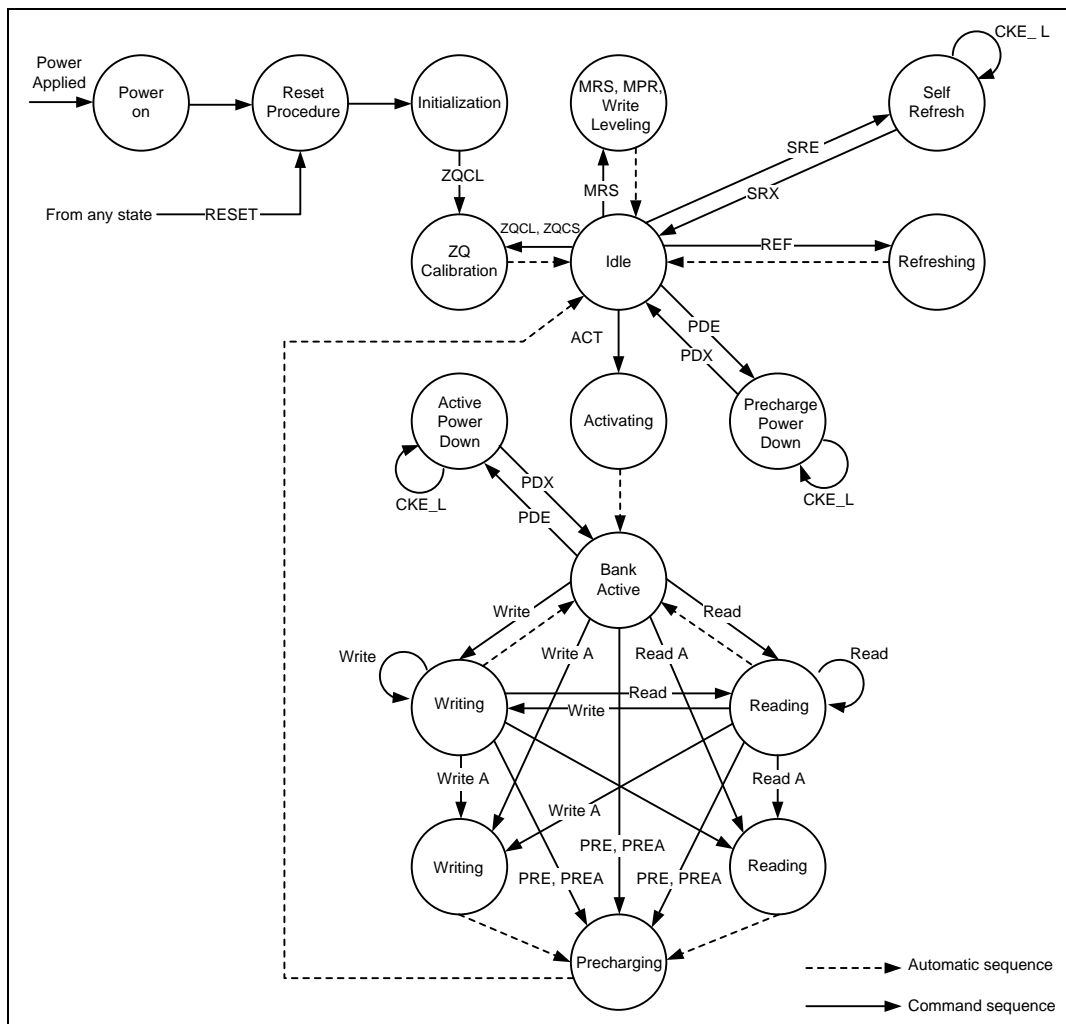 CKE_ L
Power
Applied
Power
on
Reset
Procedure
Initialization
MRS, MPR,
Write
Leveling
Self
Refresh
SRE
ZQCL
MRS
SRX
From any state
RESET
ZQCL, ZQCS
REF
ZQ
Calibration
Idle
Refreshing
PDE
ACT
PDX
Active
Power
Down
Activating
Precharge
Power
Down
PDX
CKE_L
CKE_L
PDE
Bank
Active
Write
Read
Write
Write A
Read A
Read
Writing
Read
Write
Reading
Write A
Read A
Write A
PRE, PREA
Writing
Reading
PRE, PREA
PRE, PREA
Precharging
Automatic sequence
Command sequence